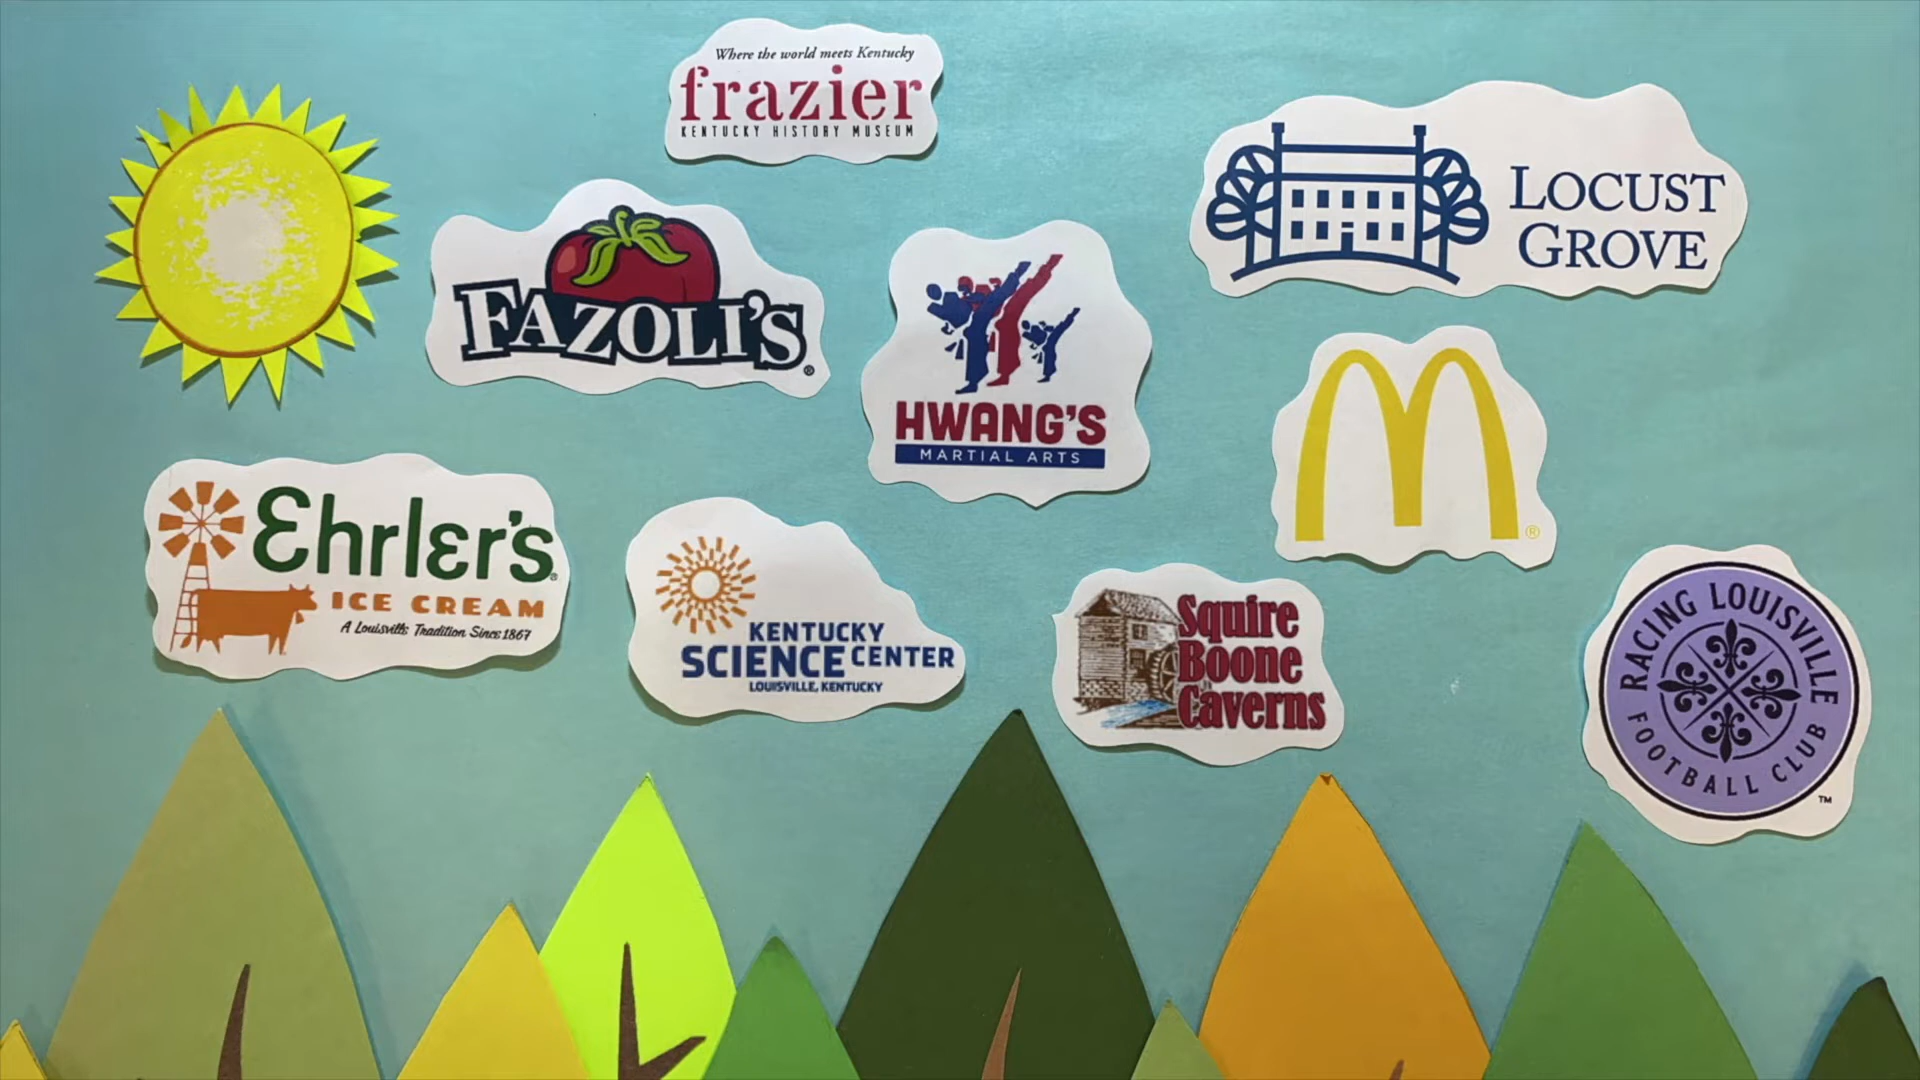 Where the world meets Kentucky
frazier
KENTUCKY HISTORY MUSEUM
LOCUST
GROVE
FAZOLI'S
®
HWANG'S
MARTIAL ARTS
M
®
Ehrler's
®
ICE CREAM
A Louisville Tradition Since 1867
KENTUCKY
SCIENCE CENTER
LOUISVILLE, KENTUCKY
Squire
Boone
Caverns
RACING LOUISVILLE
FOOTBALL CLUB
TM